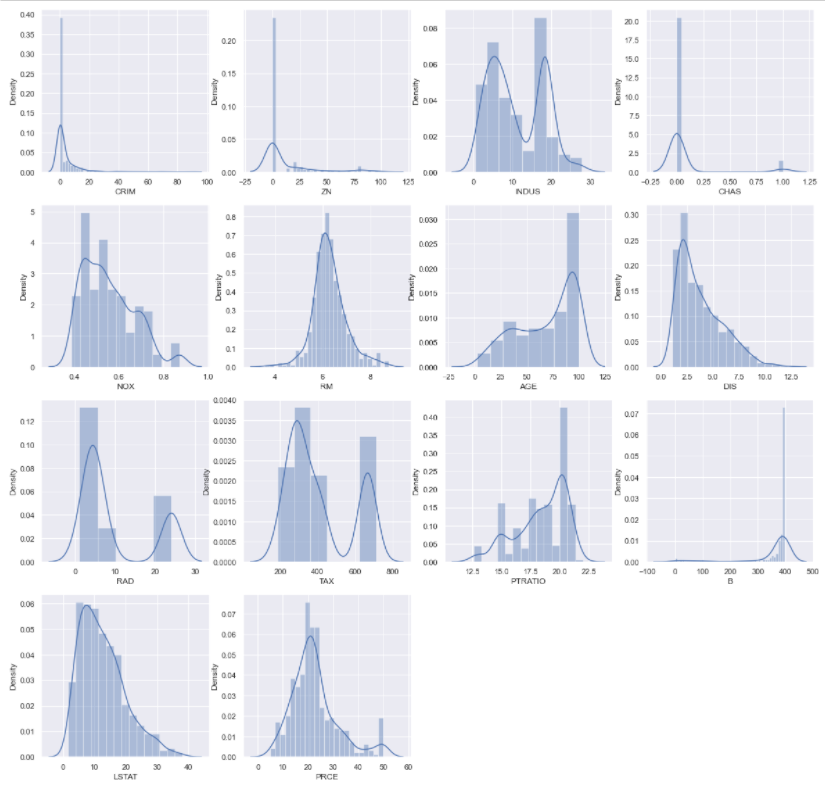 0.40
0.35
0.30
0.25
0.20
0.15
0.10
0.05
0.00
Density
0 20 40 60 80 100
CRIM
0.20
0.15
0.10
0.05
0.00
Density
-25 0 25 50 75 100 125
ZN
0.08
0.06
0.04
0.02
0.00
Density
0 10 20 30
INDUS
20.0
17.5
15.0
12.5
10.0
7.5
5.0
2.5
0.0
Density
-0.25 0.00 0.25 0.50 0.75 1.00 1.25
CHAS
5
4
3
2
1
0
Density
0.4 0.6 0.8 1.0
NOX
0.8
0.7
0.6
0.5
0.4
0.3
0.2
0.1
0.0
Density
4 6 8
RM
0.030
0.025
0.020
0.015
0.010
0.005
0.000
Density
-25 0 25 50 75 100 125
AGE
0.30
0.25
0.20
0.15
0.10
0.05
0.00
Density
0.0 2.5 5.0 7.5 10.0 12.5
DIS
0.12
0.10
0.08
0.06
0.04
0.02
0.00
Density
0 10 20 30
RAD
0.0040
0.0035
0.0030
0.0025
0.0020
0.0015
0.0010
0.0005
0.0000
Density
200 400 600 800
TAX
0.40
0.35
0.30
0.25
0.20
0.15
0.10
0.05
0.00
Density
12.5 15.0 17.5 20.0 22.5
PTRATIO
0.07
0.06
0.05
0.04
0.03
0.02
0.01
0.00
Density
-100 0 100 200 300 400 500
B
0.06
0.05
0.04
0.03
0.02
0.01
0.00
Density
0 10 20 30 40
LSTAT
0.07
0.06
0.05
0.04
0.03
0.02
0.01
0.00
Density
0 10 20 30 40 50 60
PRCE